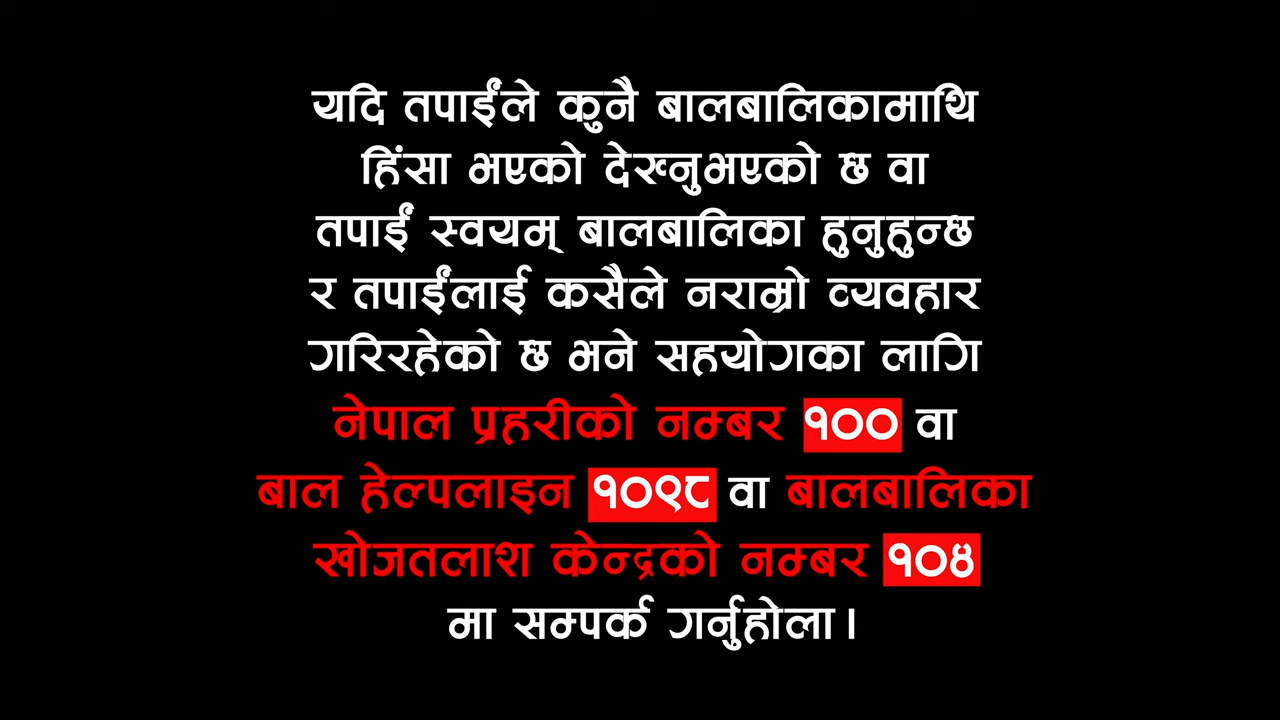 यदि तपाईंले कुनै बालबालिकामाथि
हिंसा भएको देख्नुभएको छ वा
तपाईं स्वयम् बालबालिका हुनुहुन्छ
र तपाईंलाई कसैले नराम्रो व्यवहार
गरिरहेको छ भने सहयोगका लागि
नेपाल प्रहरीको नम्बर १०० वा
बाल हेल्पलाइन १०९८ वा बालबालिका
खोजतलाश केन्द्रको नम्बर १०४
मा सम्पर्क गर्नुहोला।